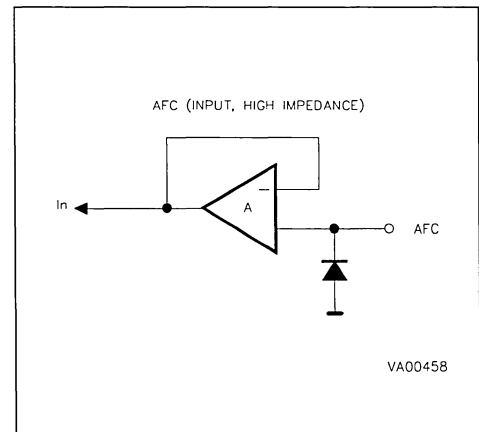 AFC (INPUT, HIGH IMPEDANCE)
In
A
AFC
VA00458